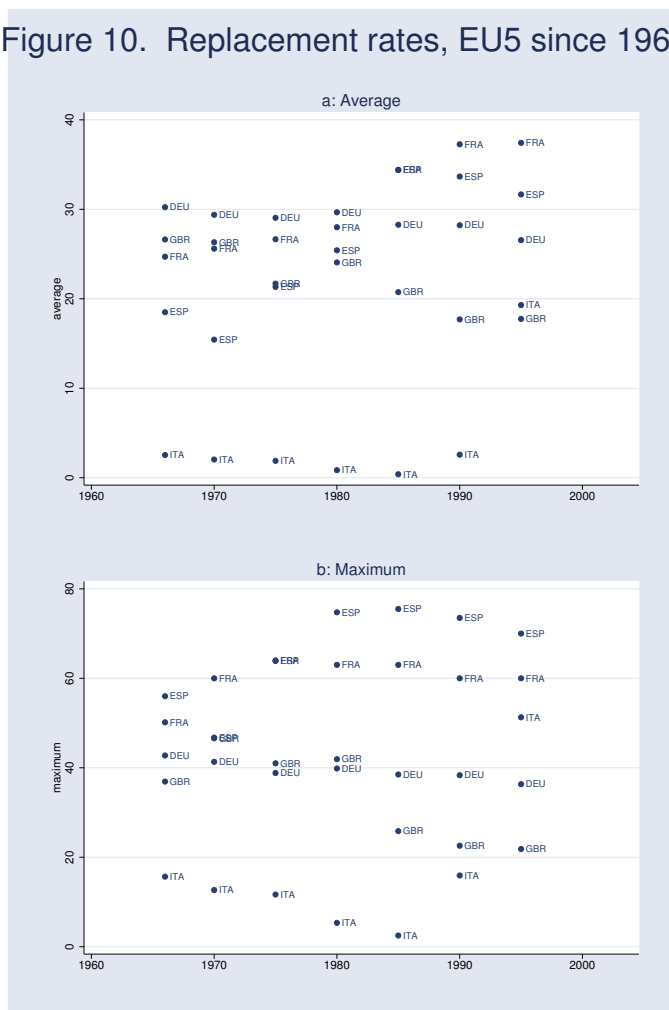 Figure 10. Replacement rates, EU5 since 196
a: Average
40
FRA
FRA
ESP
ESP
30
DEU
DEU
DEU
DEU
DEU
DEU
DEU
GBR
GBR
FRA
FRA
FRA
FRA
ESP
GBR
GBR
ESP
GBR
average
20
ESP
ESP
GBR
GBR
ITA
GBR
10
ITA
ITA
ITA
ITA
ITA
ITA
0
1960 1970 1980 1990 2000
b: Maximum
80
ESP
ESP
ESP
ESP
FRA
FRA
FRA
FRA
60
FRA
ESP
FRA
ITA
maximum
40
DEU
GBR
ESP
GBR
DEU
GBR
DEU
GBR
DEU
DEU
DEU
DEU
20
GBR
GBR
GBR
ITA
ITA
ITA
ITA
ITA
ITA
0
1960 1970 1980 1990 2000